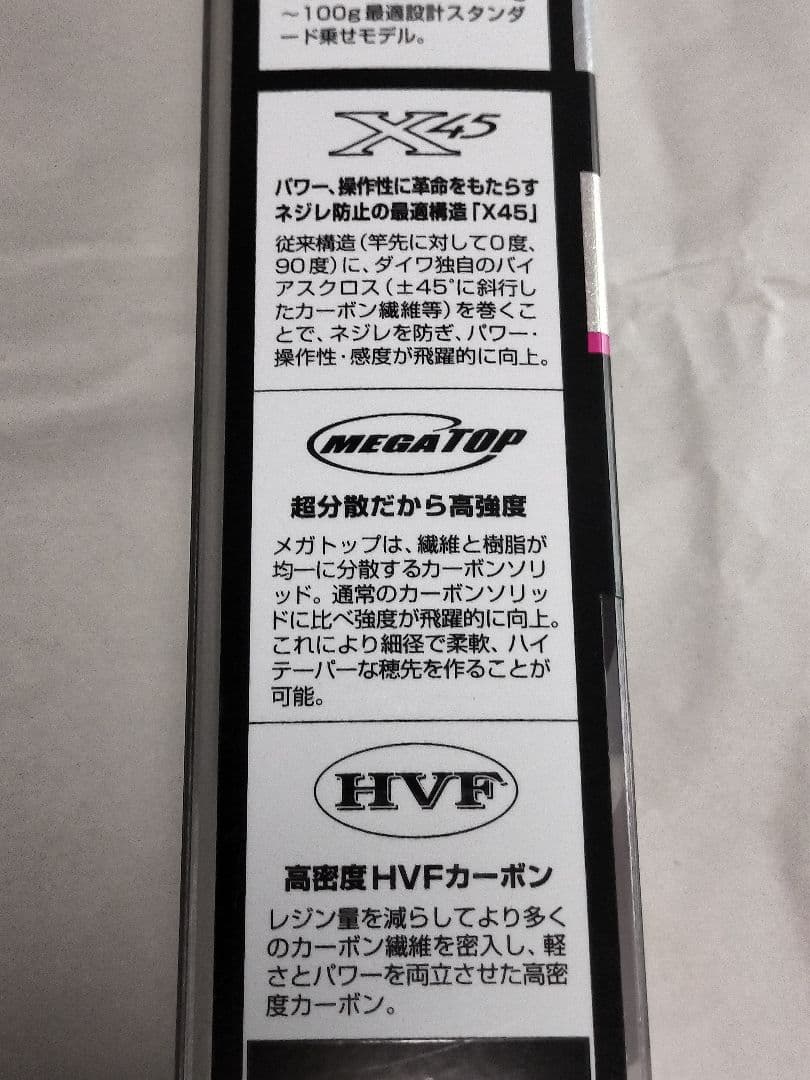 ～100g最適設計スタンダ
ード乗せモデル。
X45
パワー、操作性に革命をもたらす
ネジレ防止の最適構造「X45」
従来構造（竿先に対して0度、
90度）に、ダイワ独自のバイ
アスクロス（±45°に斜行し
たカーボン繊維等）を巻くこ
とで、ネジレを防ぎ、パワー・
操作性・感度が飛躍的に向上。
MEGATOP
超分散だから高強度
メガトップは、繊維と樹脂が
均一に分散するカーボンソリ
ッド。通常のカーボンソリッ
ドに比べ強度が飛躍的に向上。
これにより細径で柔軟、ハイ
テーパーな穂先を作ることが
可能。
HVF
高密度HVFカーボン
レジン量を減らしてより多く
のカーボン繊維を密入し、軽
さとパワーを両立させた高密
度カーボン。